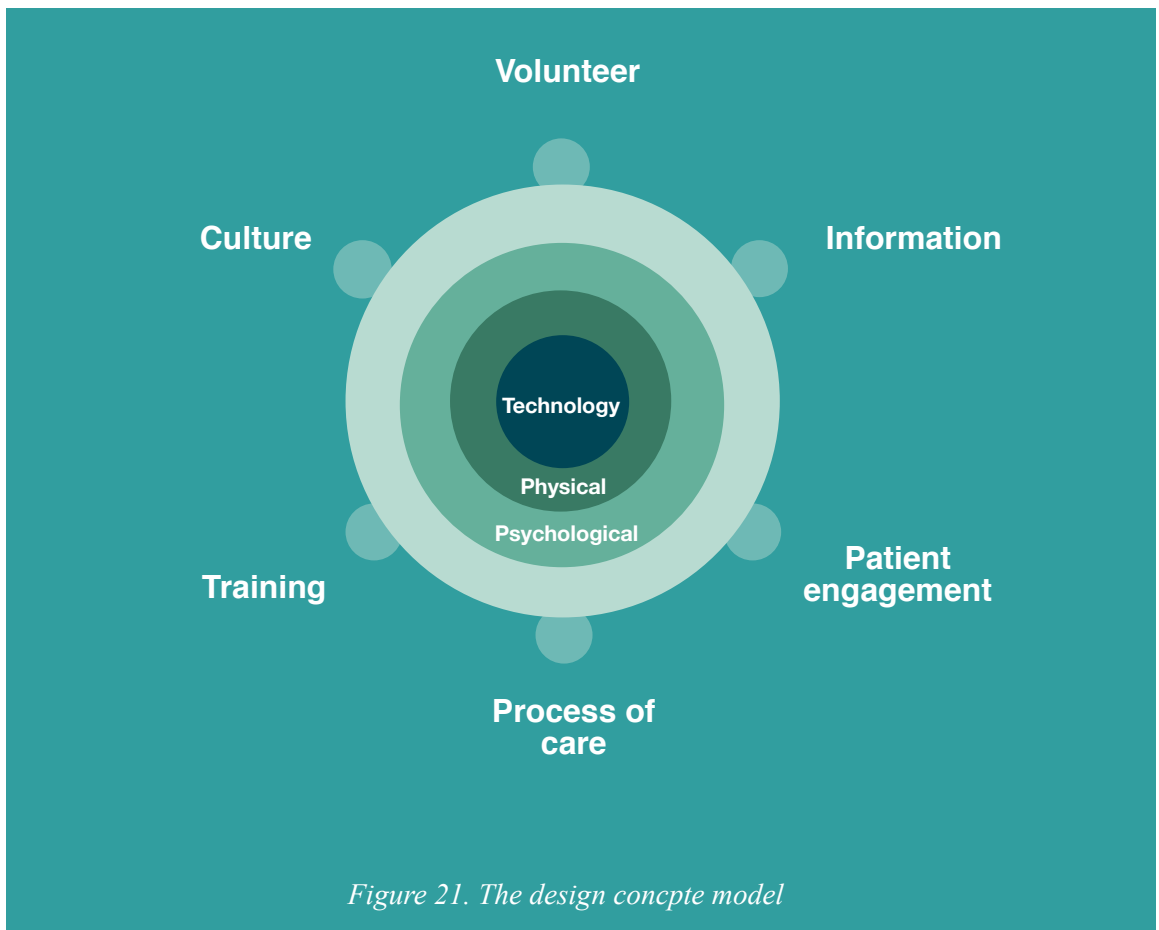 Volunteer
Culture
Information
Technology
Physical
Psychological
Training
Patient
engagement
Process of
care
Figure 21. The design concpte model